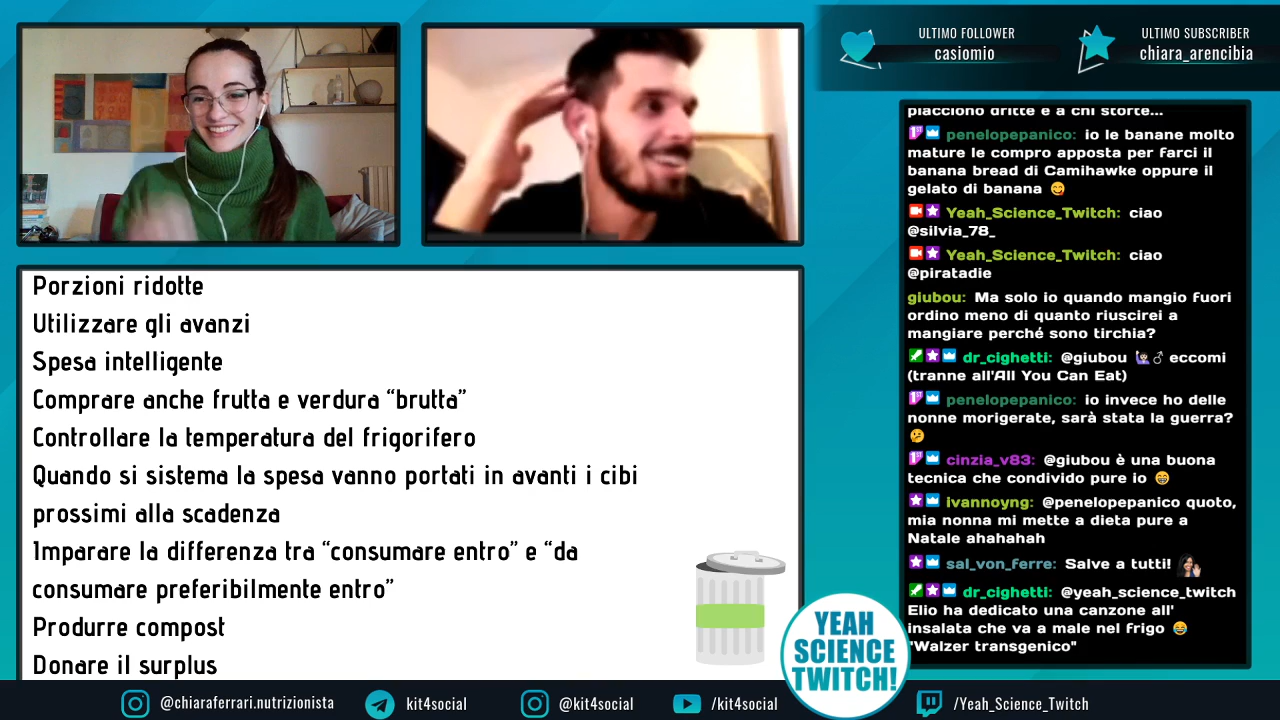 ULTIMO FOLLOWER
casiomio
ULTIMO SUBSCRIBER
chiara_arencibia
Porzioni ridotte
Utilizzare gli avanzi
Spesa intelligente
Comprare anche frutta e verdura “brutta”
Controllare la temperatura del frigorifero
Quando si sistema la spesa vanno portati in avanti i cibi
prossimi alla scadenza
Imparare la differenza tra “consumare entro” e “da
consumare preferibilmente entro”
Produrre compost
Donare il surplus
piacciono dritte e a chi storte...
penelopepanico: io le banane molto
mature le compro apposta per farci il
banana bread di Camihawke oppure il
gelato di banana 😋
Yeah_Science_Twitch: ciao
@silvia_78_
Yeah_Science_Twitch: ciao
@piratadie
giubou: Ma solo io quando mangio fuori
ordino meno di quanto riuscirei a
mangiare perché sono tirchia?
dr_cighetti: @giubou 🙋🏻♂ eccomi
(tranne all'All You Can Eat)
penelopepanico: io invece ho delle
nonne morigerate, sarà stata la guerra?
🤔
cinzia_v83: @giubou è una buona
tecnica che condivido pure io 😁
ivannoyng: @penelopepanico quoto,
mia nonna mi mette a dieta pure a
Natale ahahahah
sal_von_ferre: Salve a tutti!
dr_cighetti: @yeah_science_twitch
Elio ha dedicato una canzone all'
insalata che va a male nel frigo 😂
"Walzer transgenico"
YEAH
SCIENCE
TWITCH!
@chiaraferrari.nutrizionista
kit4social
@kit4social
/kit4social
/Yeah_Science_Twitch